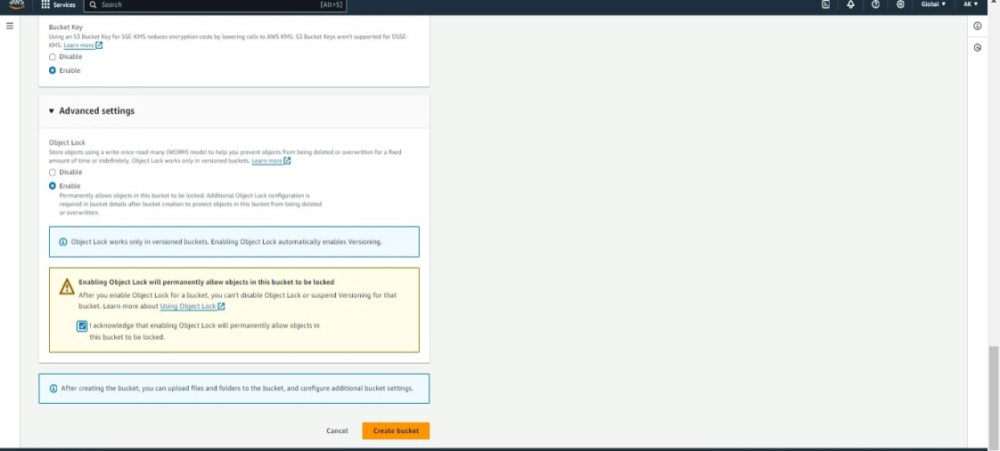 aws
Services
Search
[Alt+S]
Global ▼
AK ▼
Bucket Key
Using an S3 Bucket Key for SSE-KMS reduces encryption costs by lowering calls to AWS KMS. S3 Bucket Keys aren't supported for DSSE-
KMS. Learn more
Disable
Enable
▼ Advanced settings
Object Lock
Store objects using a write-once-read-many (WORM) model to help you prevent objects from being deleted or overwritten for a fixed
amount of time or indefinitely. Object Lock works only in versioned buckets. Learn more
Disable
Enable
Permanently allows objects in this bucket to be locked. Additional Object Lock configuration is
required in bucket details after bucket creation to protect objects in this bucket from being deleted
or overwritten.
Object Lock works only in versioned buckets. Enabling Object Lock automatically enables Versioning.
Enabling Object Lock will permanently allow objects in this bucket to be locked
After you enable Object Lock for a bucket, you can't disable Object Lock or suspend Versioning for that
bucket. Learn more about Using Object Lock
I acknowledge that enabling Object Lock will permanently allow objects in
this bucket to be locked.
After creating the bucket, you can upload files and folders to the bucket, and configure additional bucket settings.
Cancel
Create bucket